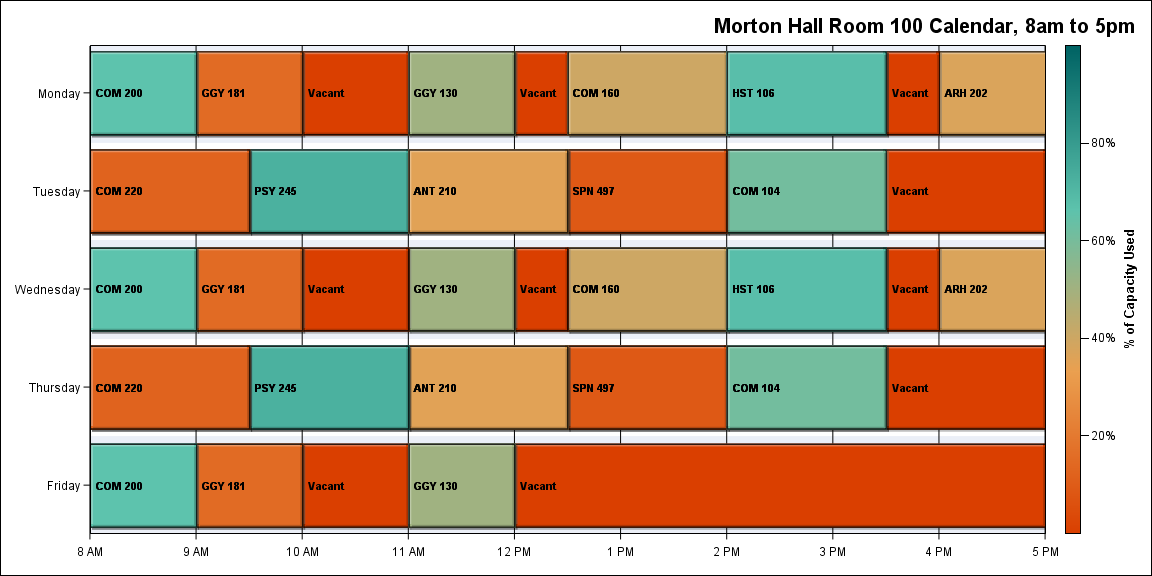 Morton Hall Room 100 Calendar, 8am to 5pm
Monday COM 200 GGY 181 Vacant GGY 130 Vacant COM 160 HST 106 Vacant ARH 202
80%
Tuesday COM 220 PSY 245 ANT 210 SPN 497 COM 104 Vacant
60%
% of Capacity Used
Wednesday COM 200 GGY 181 Vacant GGY 130 Vacant COM 160 HST 106 Vacant ARH 202
40%
Thursday COM 220 PSY 245 ANT 210 SPN 497 COM 104 Vacant
20%
Friday COM 200 GGY 181 Vacant GGY 130 Vacant
8 AM 9 AM 10 AM 11 AM 12 PM 1 PM 2 PM 3 PM 4 PM 5 PM